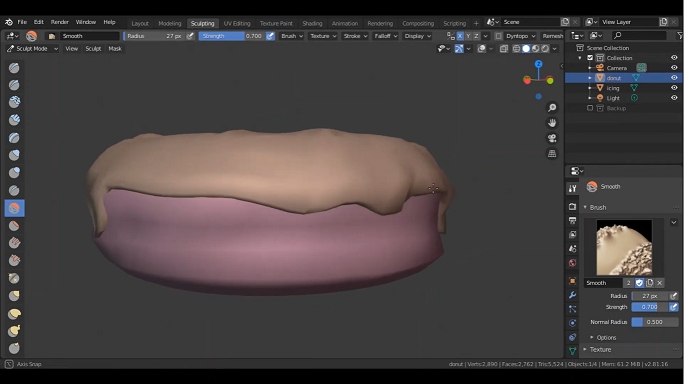 File Edit Render Window Help Layout Modeling Sculpting UV Editing Texture Paint Shading Animation Rendering Compositing Scripting Scene View Layer
Smooth Radius 27 px Strength 0.700 Brush Texture Stroke Falloff Display X Y Z Dyntopo Remesh
Sculpt Mode View Sculpt Mask
Scene Collection
Collection
Camera
donut
icing
Light
Backup
Z
Smooth
Brush
Smooth 2
Radius 27 px
Strength 0.700
Normal Radius 0.500
Options
Texture
Axis Snap donut | Verts:2,890 | Faces:2,762 | Tris:5,524 | Objects:1/4 | Mem: 61.2 MiB | v2.81.16